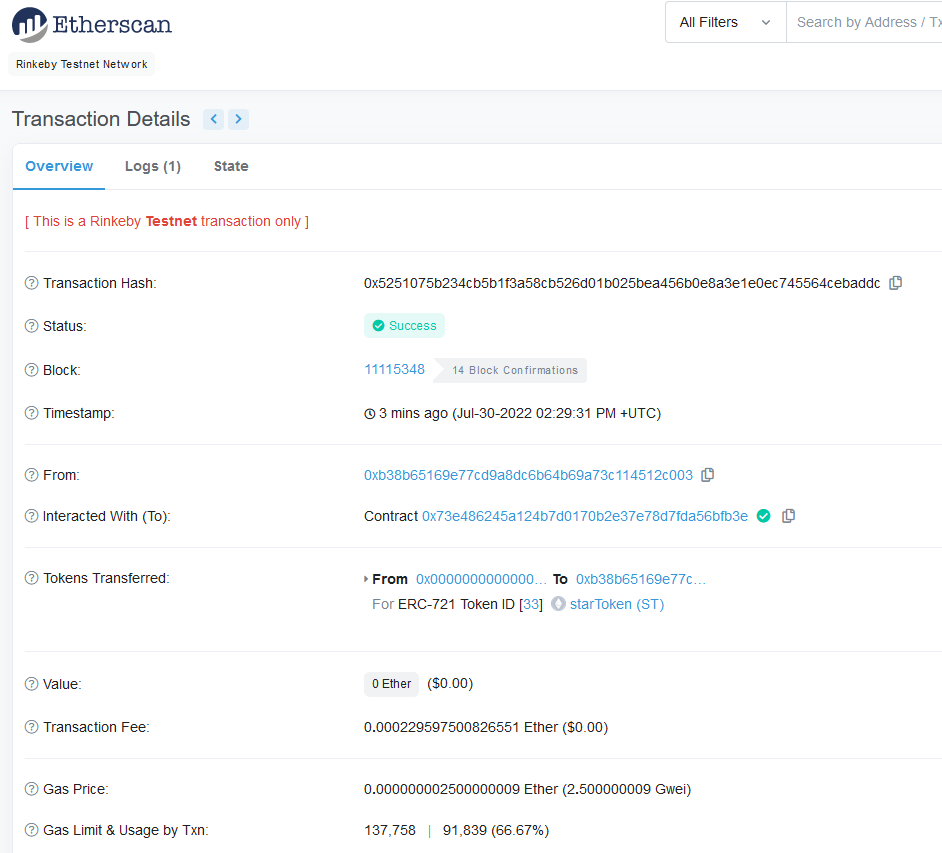 Etherscan
All Filters
Search by Address / Tx
Rinkeby Testnet Network
Transaction Details
Overview Logs (1) State
[ This is a Rinkeby Testnet transaction only ]
Transaction Hash: 0x5251075b234cb5b1f3a58cb526d01b025bea456b0e8a3e1e0ec745564cebaddc
Status: Success
Block: 11115348 14 Block Confirmations
Timestamp: 3 mins ago (Jul-30-2022 02:29:31 PM +UTC)
From: 0xb38b65169e77cd9a8dc6b64b69a73c114512c003
Interacted With (To): Contract 0x73e486245a124b7d0170b2e37e78d7fda56bfb3e
Tokens Transferred: From 0x0000000000000... To 0xb38b65169e77c...
For ERC-721 Token ID [33] starToken (ST)
Value: 0 Ether ($0.00)
Transaction Fee: 0.000229597500826551 Ether ($0.00)
Gas Price: 0.000000002500000009 Ether (2.500000009 Gwei)
Gas Limit & Usage by Txn: 137,758 | 91,839 (66.67%)